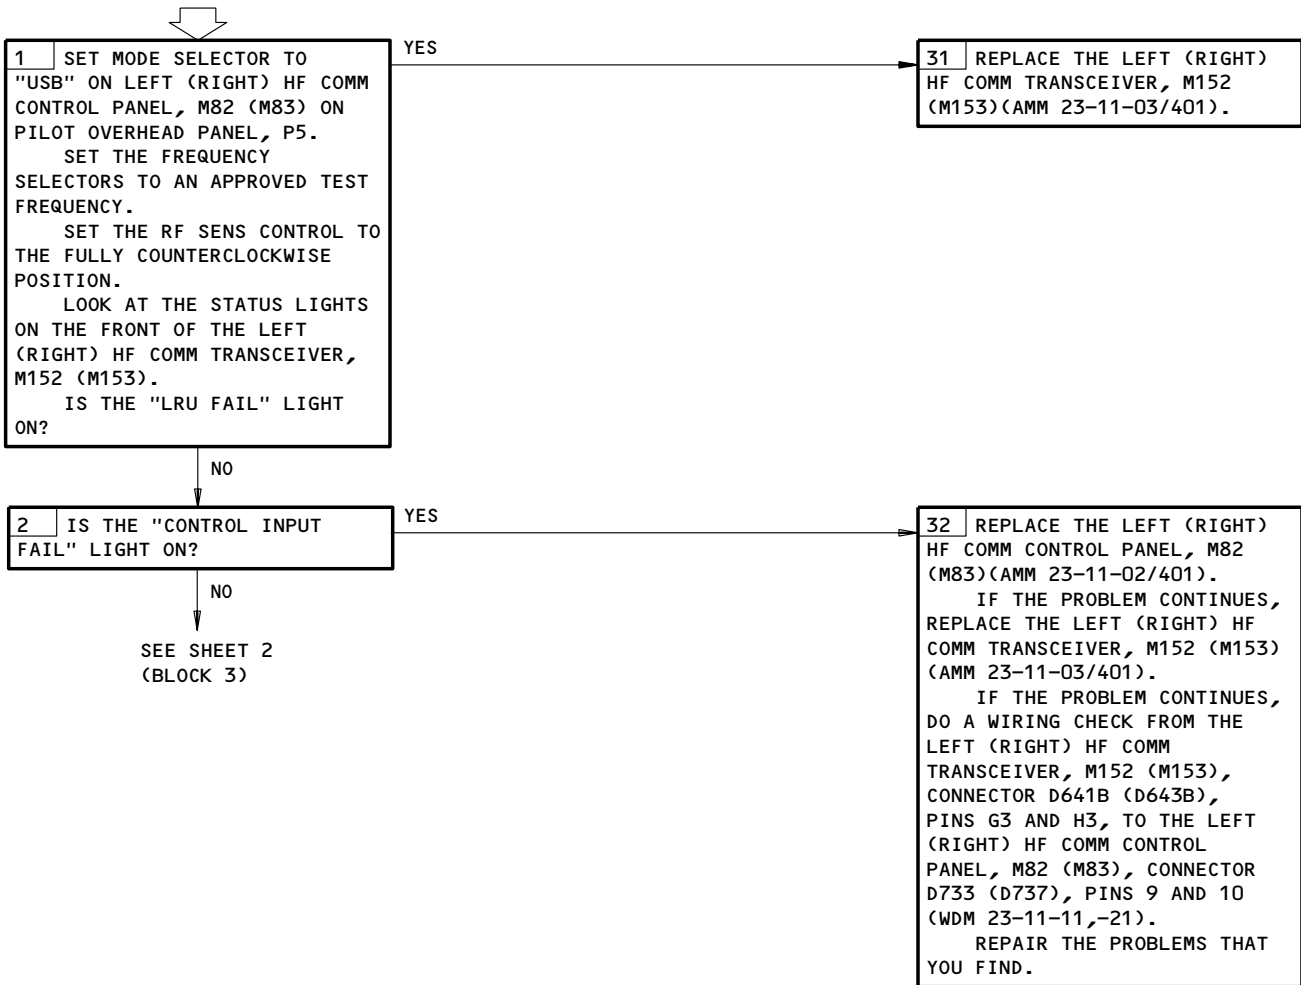 1 SET MODE SELECTOR TO
"USB" ON LEFT (RIGHT) HF COMM
CONTROL PANEL, M82 (M83) ON
PILOT OVERHEAD PANEL, P5.
SET THE FREQUENCY
SELECTORS TO AN APPROVED TEST
FREQUENCY.
SET THE RF SENS CONTROL TO
THE FULLY COUNTERCLOCKWISE
POSITION.
LOOK AT THE STATUS LIGHTS
ON THE FRONT OF THE LEFT
(RIGHT) HF COMM TRANSCEIVER,
M152 (M153).
IS THE "LRU FAIL" LIGHT
ON?
YES
31 REPLACE THE LEFT (RIGHT)
HF COMM TRANSCEIVER, M152
(M153)(AMM 23-11-03/401).
NO
2 IS THE "CONTROL INPUT
FAIL" LIGHT ON?
YES
32 REPLACE THE LEFT (RIGHT)
HF COMM CONTROL PANEL, M82
(M83)(AMM 23-11-02/401).
IF THE PROBLEM CONTINUES,
REPLACE THE LEFT (RIGHT) HF
COMM TRANSCEIVER, M152 (M153)
(AMM 23-11-03/401).
IF THE PROBLEM CONTINUES,
DO A WIRING CHECK FROM THE
LEFT (RIGHT) HF COMM
TRANSCEIVER, M152 (M153),
CONNECTOR D641B (D643B),
PINS G3 AND H3, TO THE LEFT
(RIGHT) HF COMM CONTROL
PANEL, M82 (M83), CONNECTOR
D733 (D737), PINS 9 AND 10
(WDM 23-11-11,-21).
REPAIR THE PROBLEMS THAT
YOU FIND.
NO
SEE SHEET 2
(BLOCK 3)